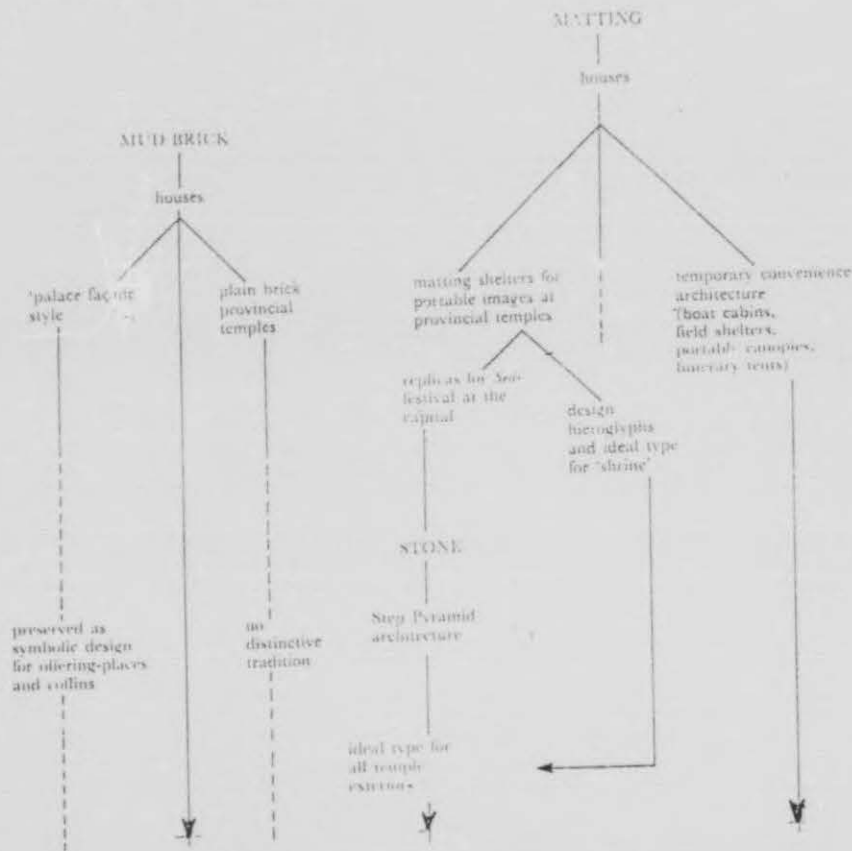 MATTING
houses
MUD BRICK
houses
'palace façade
style
plain brick
provincial
temples
matting shelters for
portable images at
provincial temples
temporary convenience
architecture
(boat cabins,
field shelters,
portable canopies,
funerary tents)
replicas for Sed-
festival at the
capital
design
hieroglyphs
and ideal type
for 'shrine'
STONE
Step Pyramid
architecture
preserved as
symbolic design
for offering-places
and coffins
no
distinctive
tradition
ideal type for
all temple
exteriors